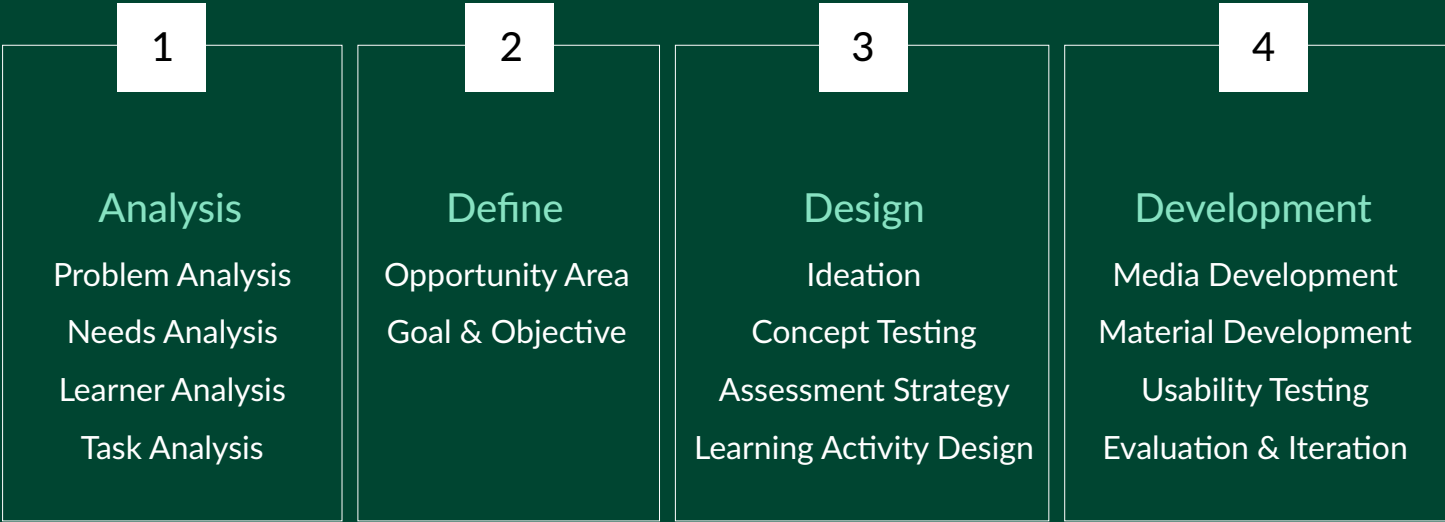 1
Analysis
Problem Analysis
Needs Analysis
Learner Analysis
Task Analysis
2
Define
Opportunity Area
Goal & Objective
3
Design
Ideation
Concept Testing
Assessment Strategy
Learning Activity Design
4
Development
Media Development
Material Development
Usability Testing
Evaluation & Iteration